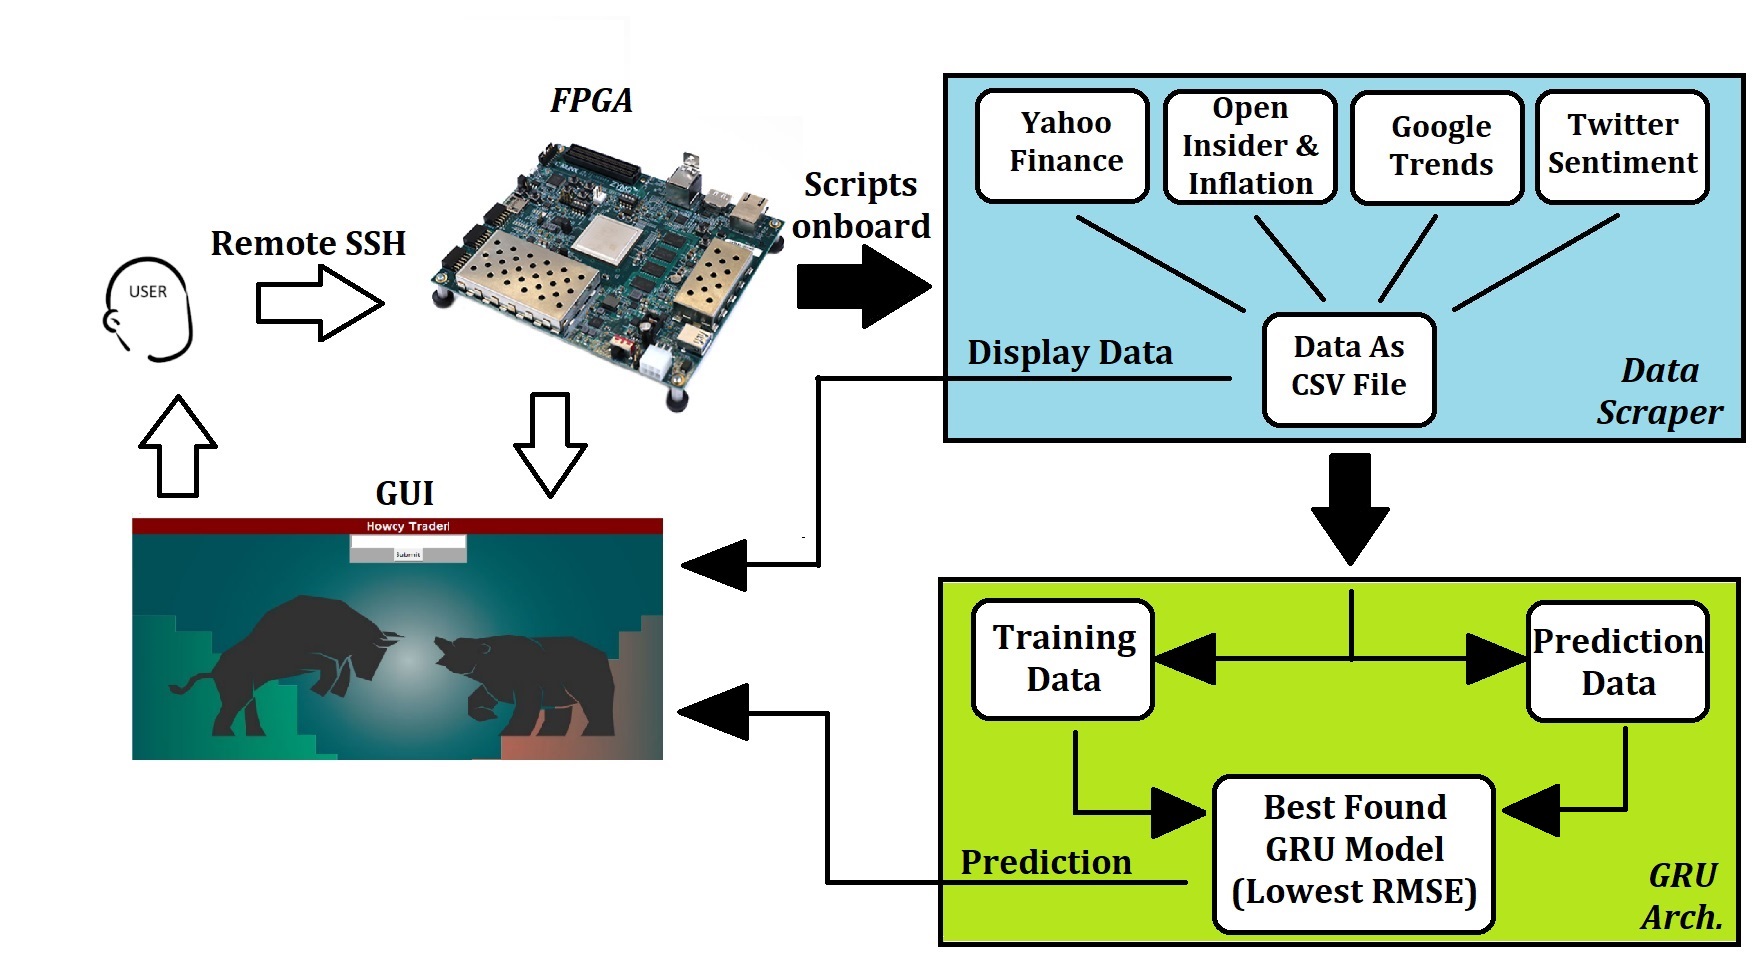 FPGA
Scripts
onboard
Remote SSH
USER
GUI
Howdy Trader!
Submit
Yahoo
Finance
Open
Insider &
Inflation
Google
Trends
Twitter
Sentiment
Display Data
Data As
CSV File
Data
Scraper
Training
Data
Prediction
Data
Best Found
GRU Model
(Lowest RMSE)
Prediction
GRU
Arch.